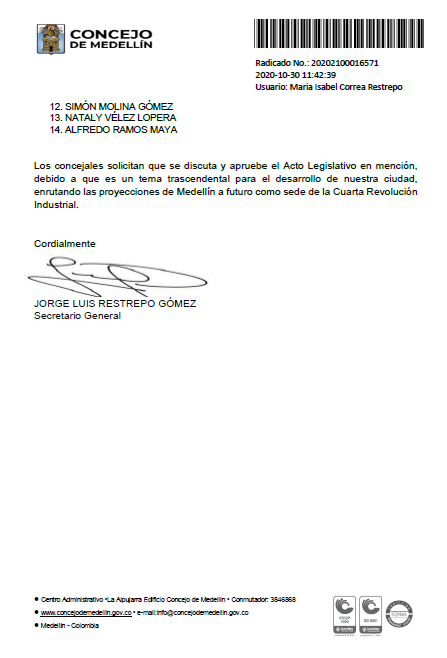 CONCEJO
DE MEDELLÍN
Radicado No.: 20202100016571
2020-10-30 11:42:39
Usuario: Maria Isabel Correa Restrepo
12. SIMÓN MOLINA GÓMEZ
13. NATALY VÉLEZ LOPERA
14. ALFREDO RAMOS MAYA
Los concejales solicitan que se discuta y apruebe el Acto Legislativo en mención,
debido a que es un tema trascendental para el desarrollo de nuestra ciudad,
enrutando las proyecciones de Medellín a futuro como sede de la Cuarta Revolución
Industrial.
Cordialmente
JORGE LUIS RESTREPO GÓMEZ
Secretario General
• Centro Administrativo •La Alpujarra Edificio Concejo de Medellín • Conmutador: 3846868
• www.concejodemedellin.gov.co • e-mail:info@concejodemedellin.gov.co
• Medellín - Colombia